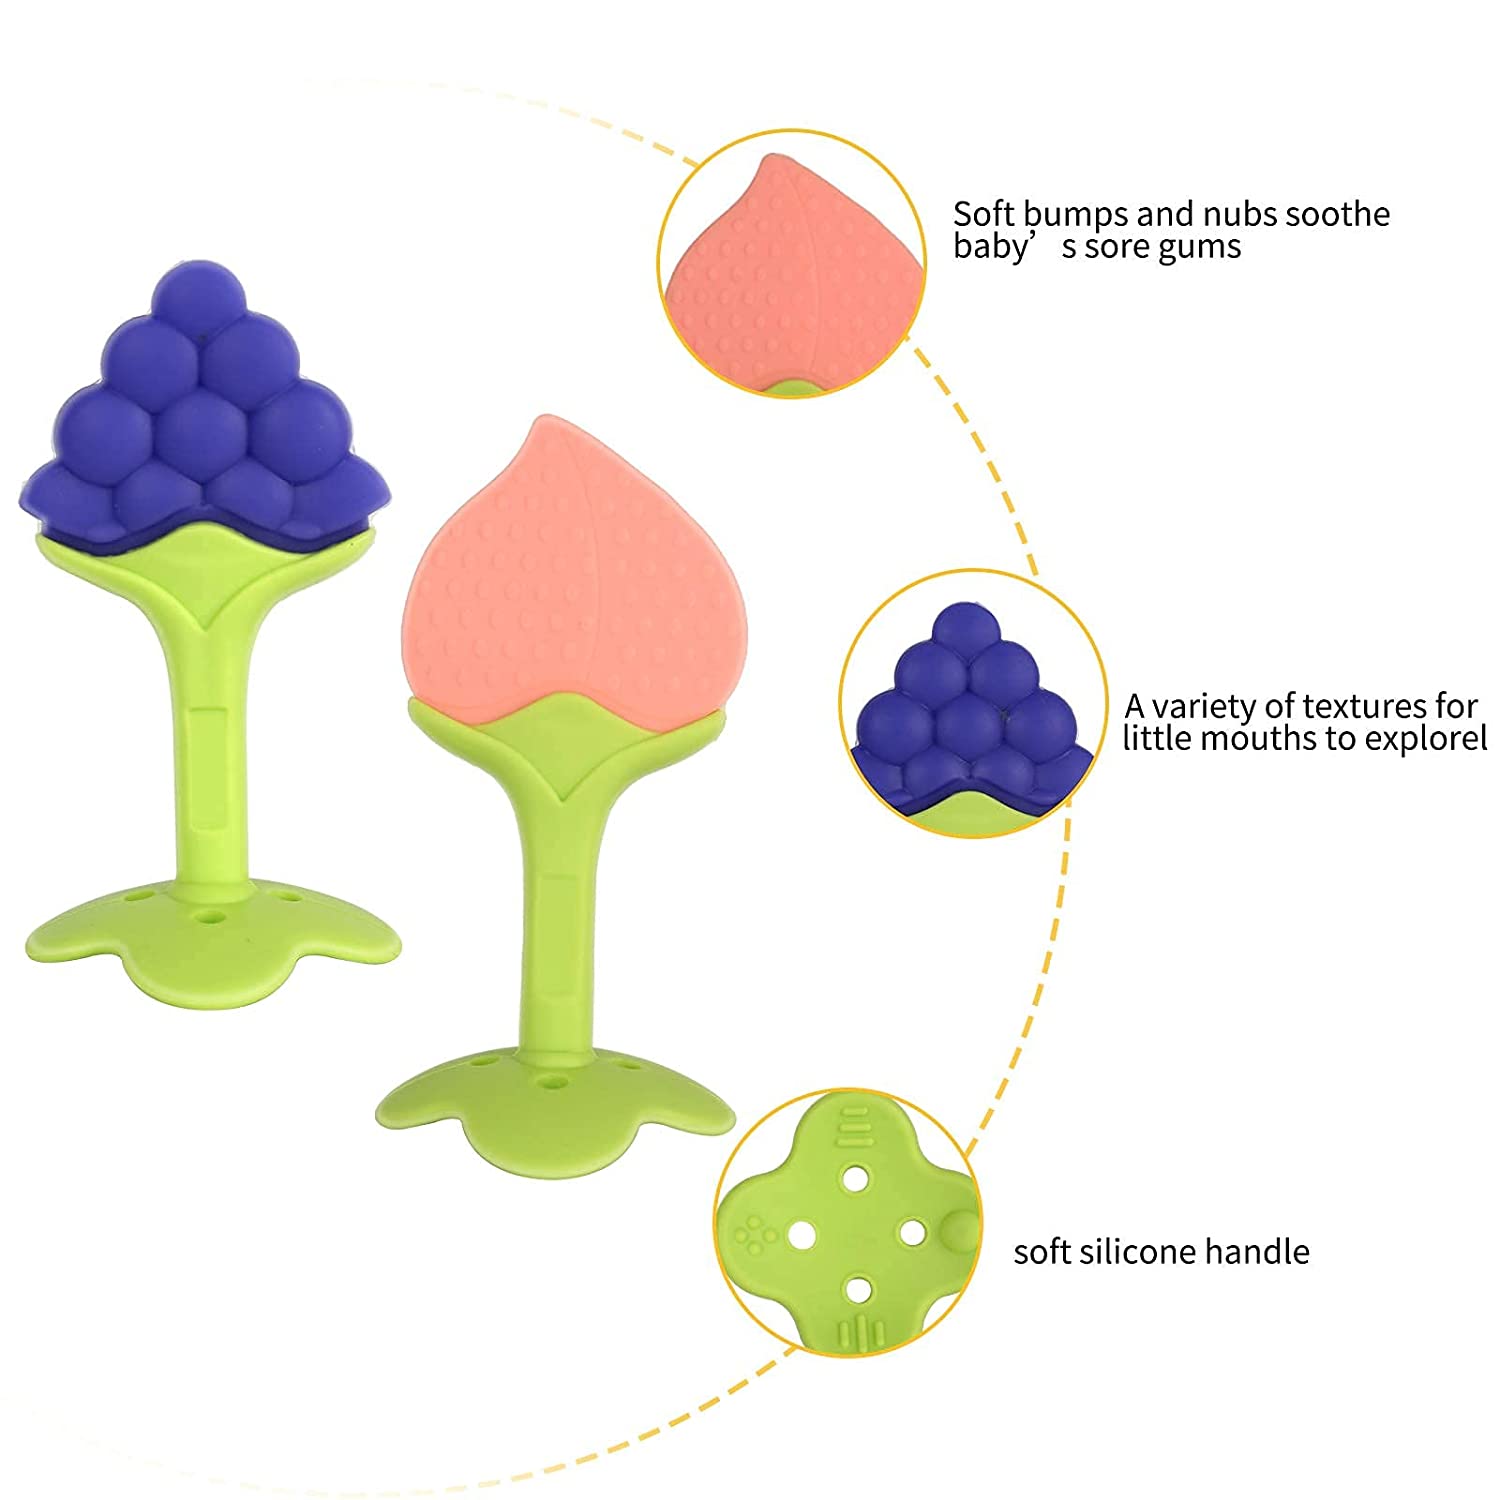 Soft bumps and nubs soothe
baby’ s sore gums
A variety of textures for
little mouths to explorel
soft silicone handle